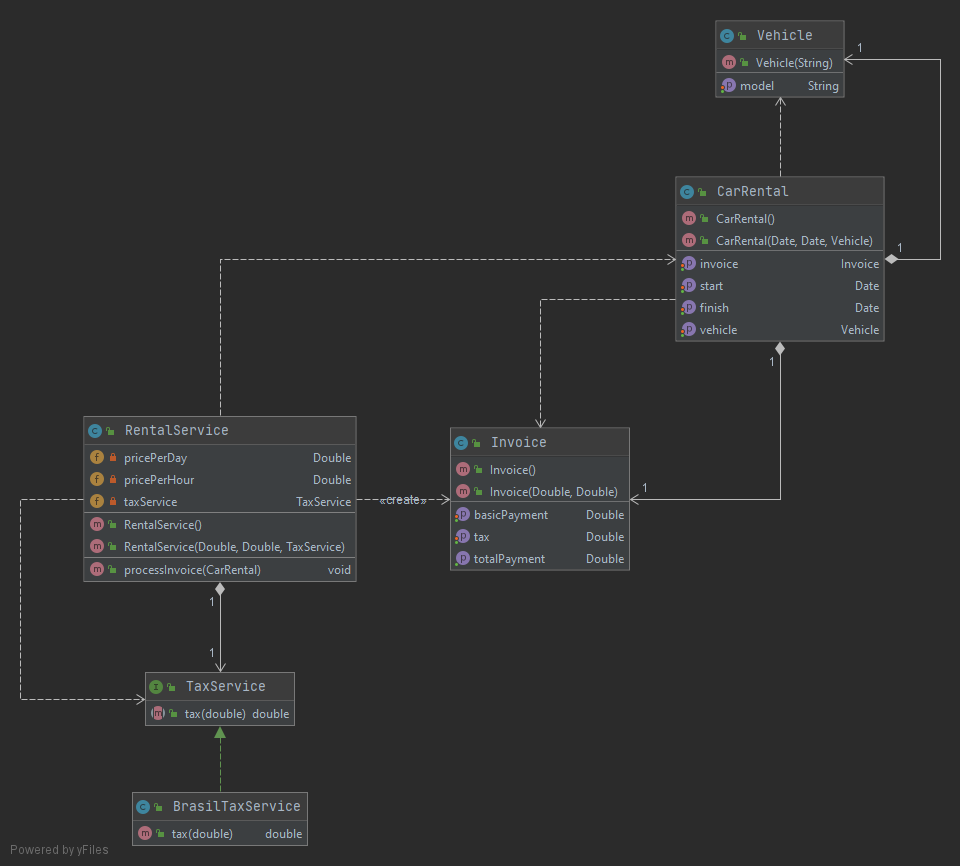 Vehicle
Vehicle(String)
model String
1
CarRental
CarRental()
CarRental(Date, Date, Vehicle)
invoice Invoice
start Date
finish Date
vehicle Vehicle
1
1
RentalService
pricePerDay Double
pricePerHour Double
taxService TaxService
RentalService()
RentalService(Double, Double, TaxService)
processInvoice(CarRental) void
«create»
Invoice
Invoice()
Invoice(Double, Double)
basicPayment Double
tax Double
totalPayment Double
1
1
1
TaxService
tax(double) double
BrasilTaxService
tax(double) double
Powered by yFiles